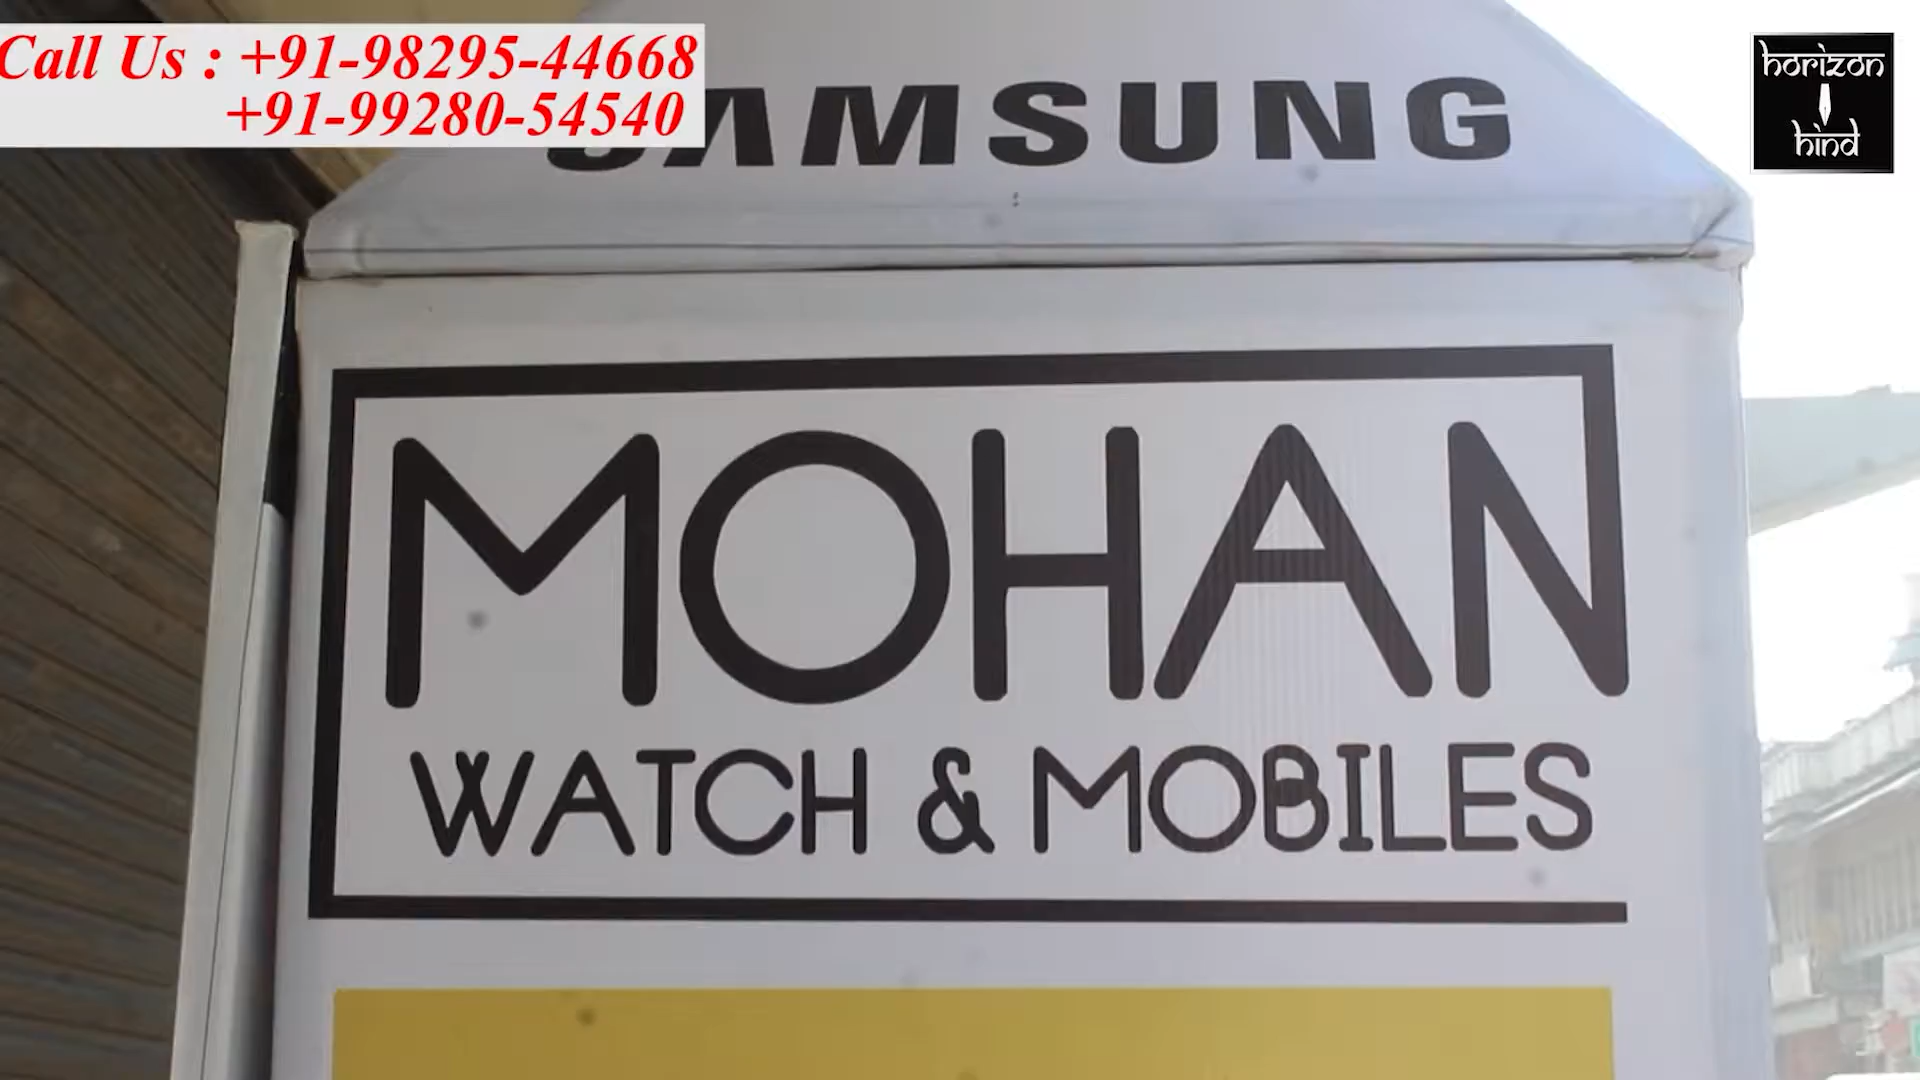 Call Us : +91-98295-44668
+91-99280-54540
SAMSUNG
horizon
hind
MOHAN
WATCH & MOBILES